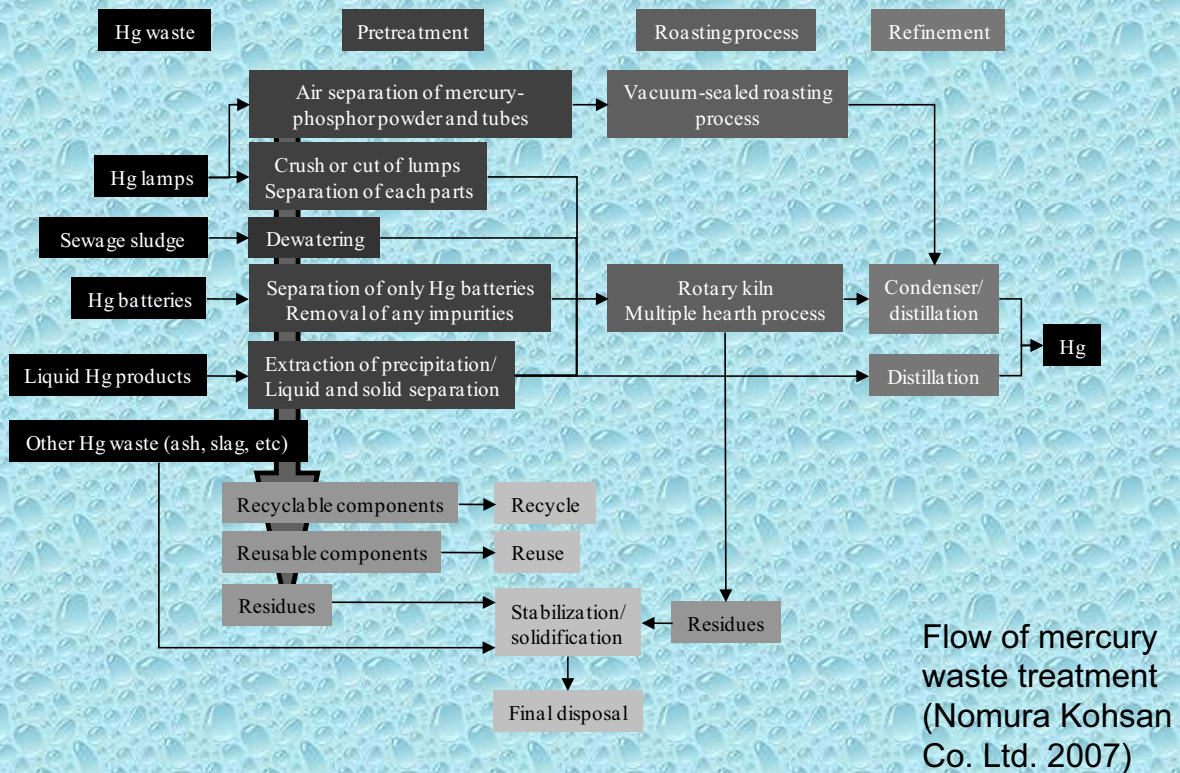 Hg waste
Pretreatment
Roasting process
Refinement
Air separation of mercury-
phosphor powder and tubes
Vacuum-sealed roasting
process
Hg lamps
Crush or cut of lumps
Separation of each parts
Sewage sludge
Dewatering
Hg batteries
Separation of only Hg batteries
Removal of any impurities
Rotary kiln
Multiple hearth process
Condenser/
distillation
Hg
Liquid Hg products
Extraction of precipitation/
Liquid and solid separation
Distillation
Other Hg waste (ash, slag, etc)
Recyclable components
Recycle
Reusable components
Reuse
Residues
Stabilization/
solidification
Residues
Final disposal
Flow of mercury
waste treatment
(Nomura Kohsan
Co. Ltd. 2007)